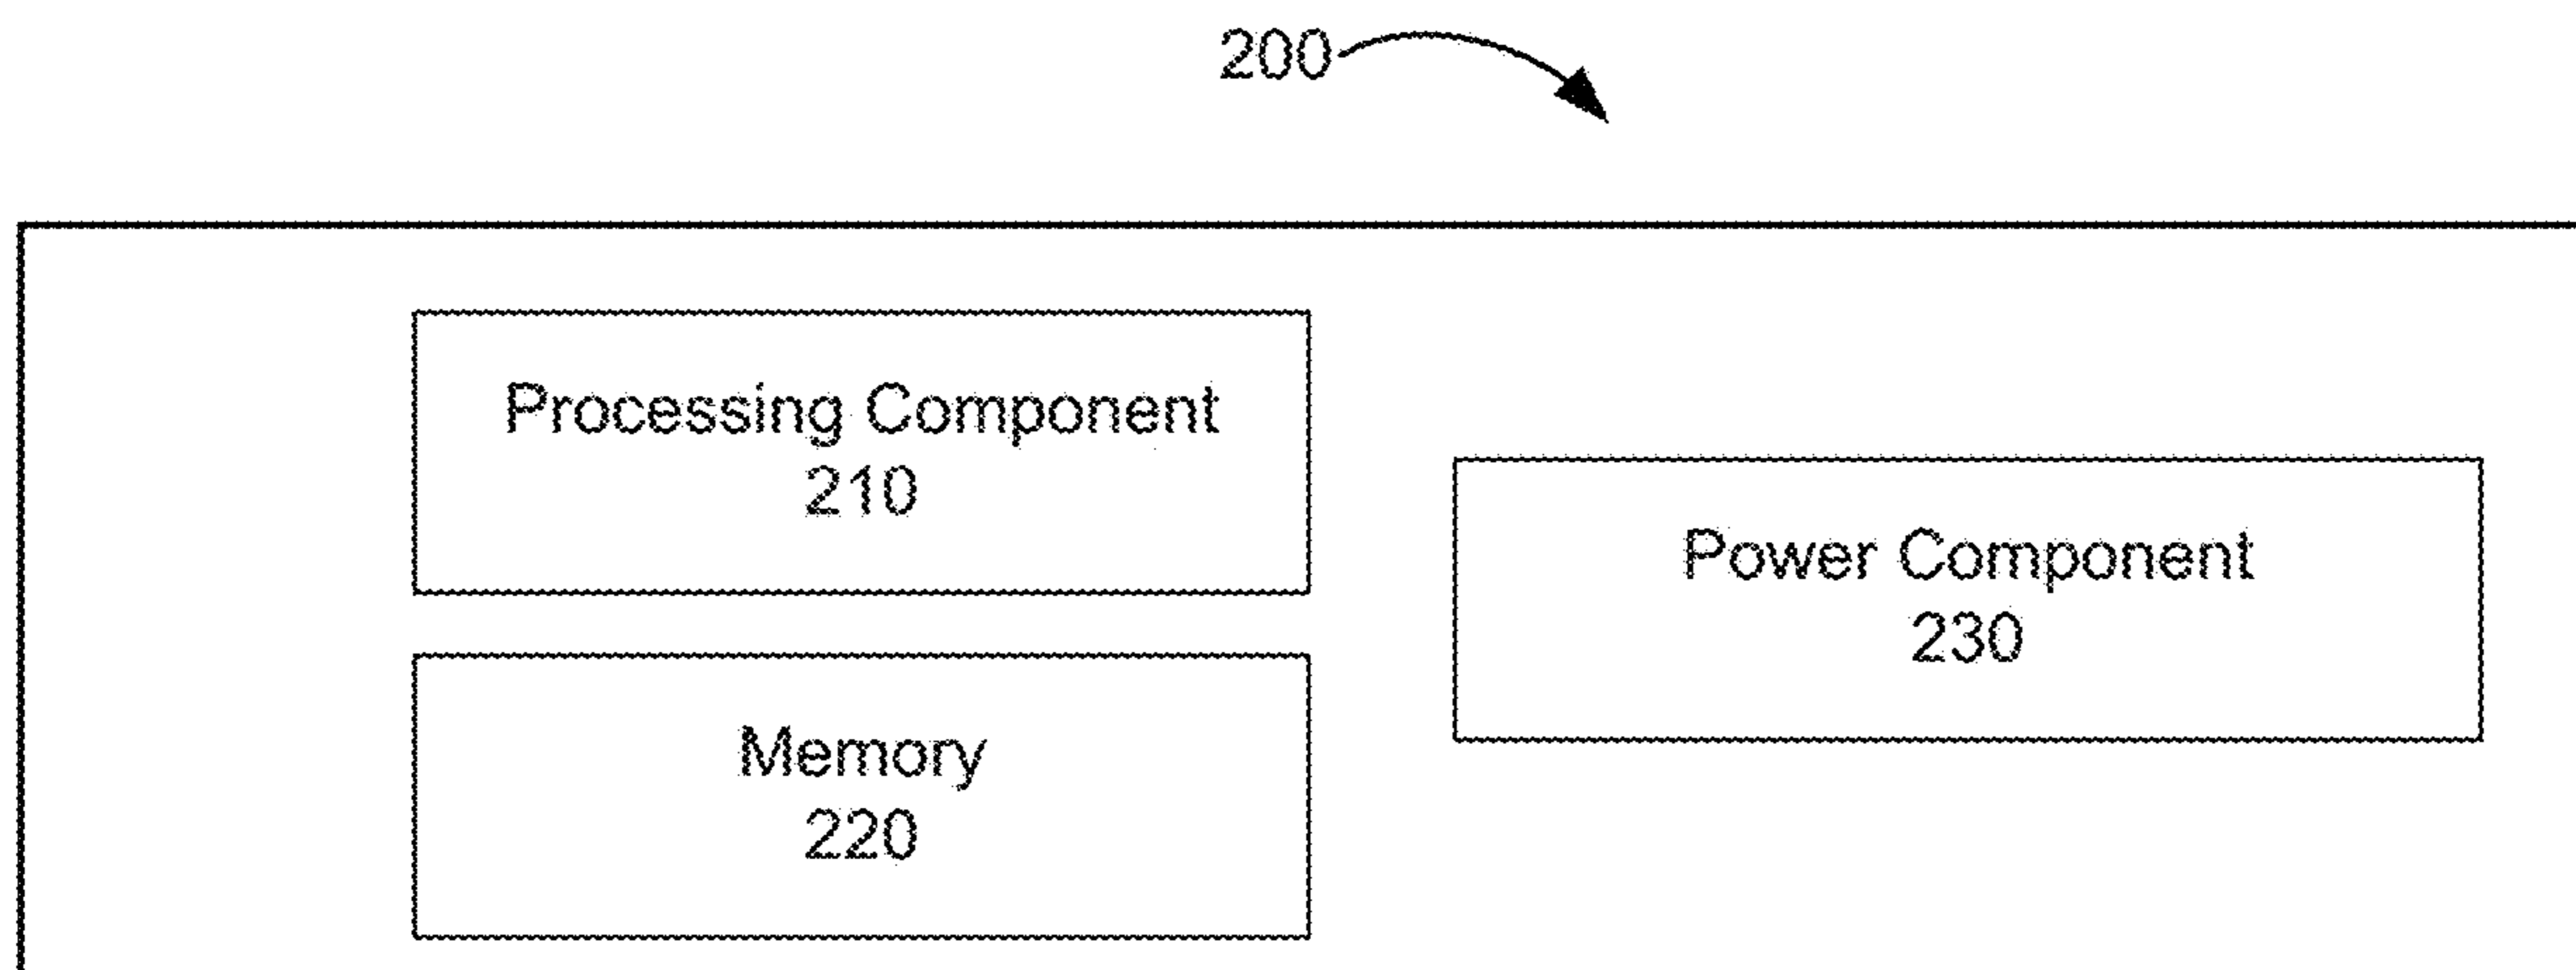 200
Processing Component
210
Power Component
230
Memory
220